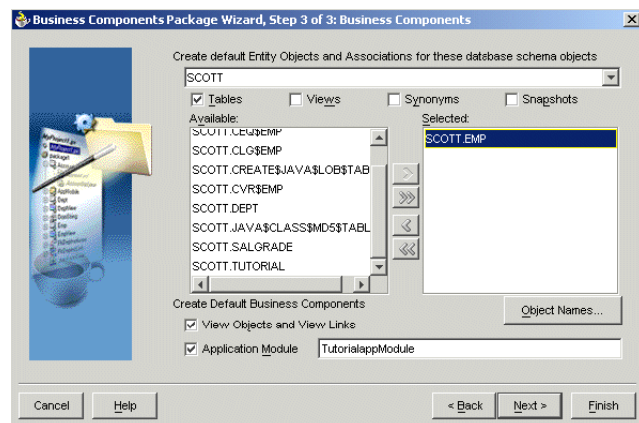 Business Components Package Wizard, Step 3 of 3: Business Components
Create default Entity Objects and Associations for these datebase schema objects
SCOTT
Tables Views Synonyms Snapshots
Available: Selected:
SCOTT.CEQ$EMP SCOTT.EMP
SCOTT.CLG$EMP
SCOTT.CREATE$JAVA$LOB$TAB
SCOTT.CVR$EMP
SCOTT.DEPT
SCOTT.JAVA$CLASS$MD5$TABL
SCOTT.SALGRADE
SCOTT.TUTORIAL
Create Default Business Components
Object Names...
View Objects and View Links
Application Module TutorialappModule
Cancel Help < Back Next > Finish